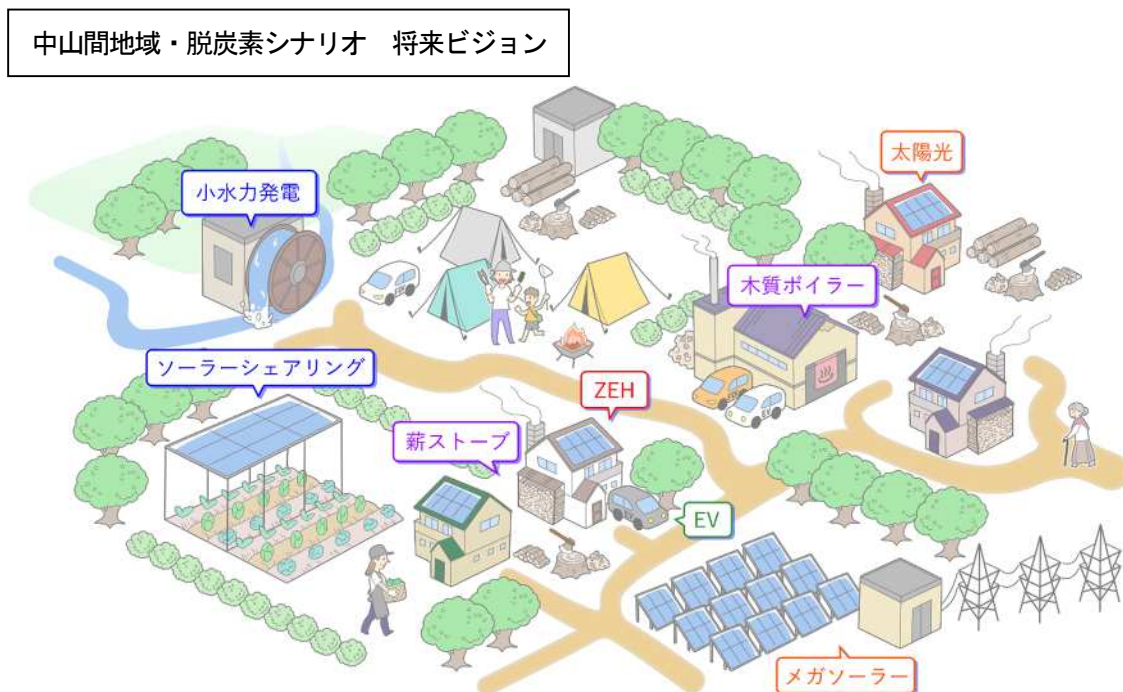 中山間地域・脱炭素シナリオ　将来ビジョン
太陽光
小水力発電
木質ボイラー
ソーラーシェアリング
ZEH
薪ストーブ
EV
メガソーラー